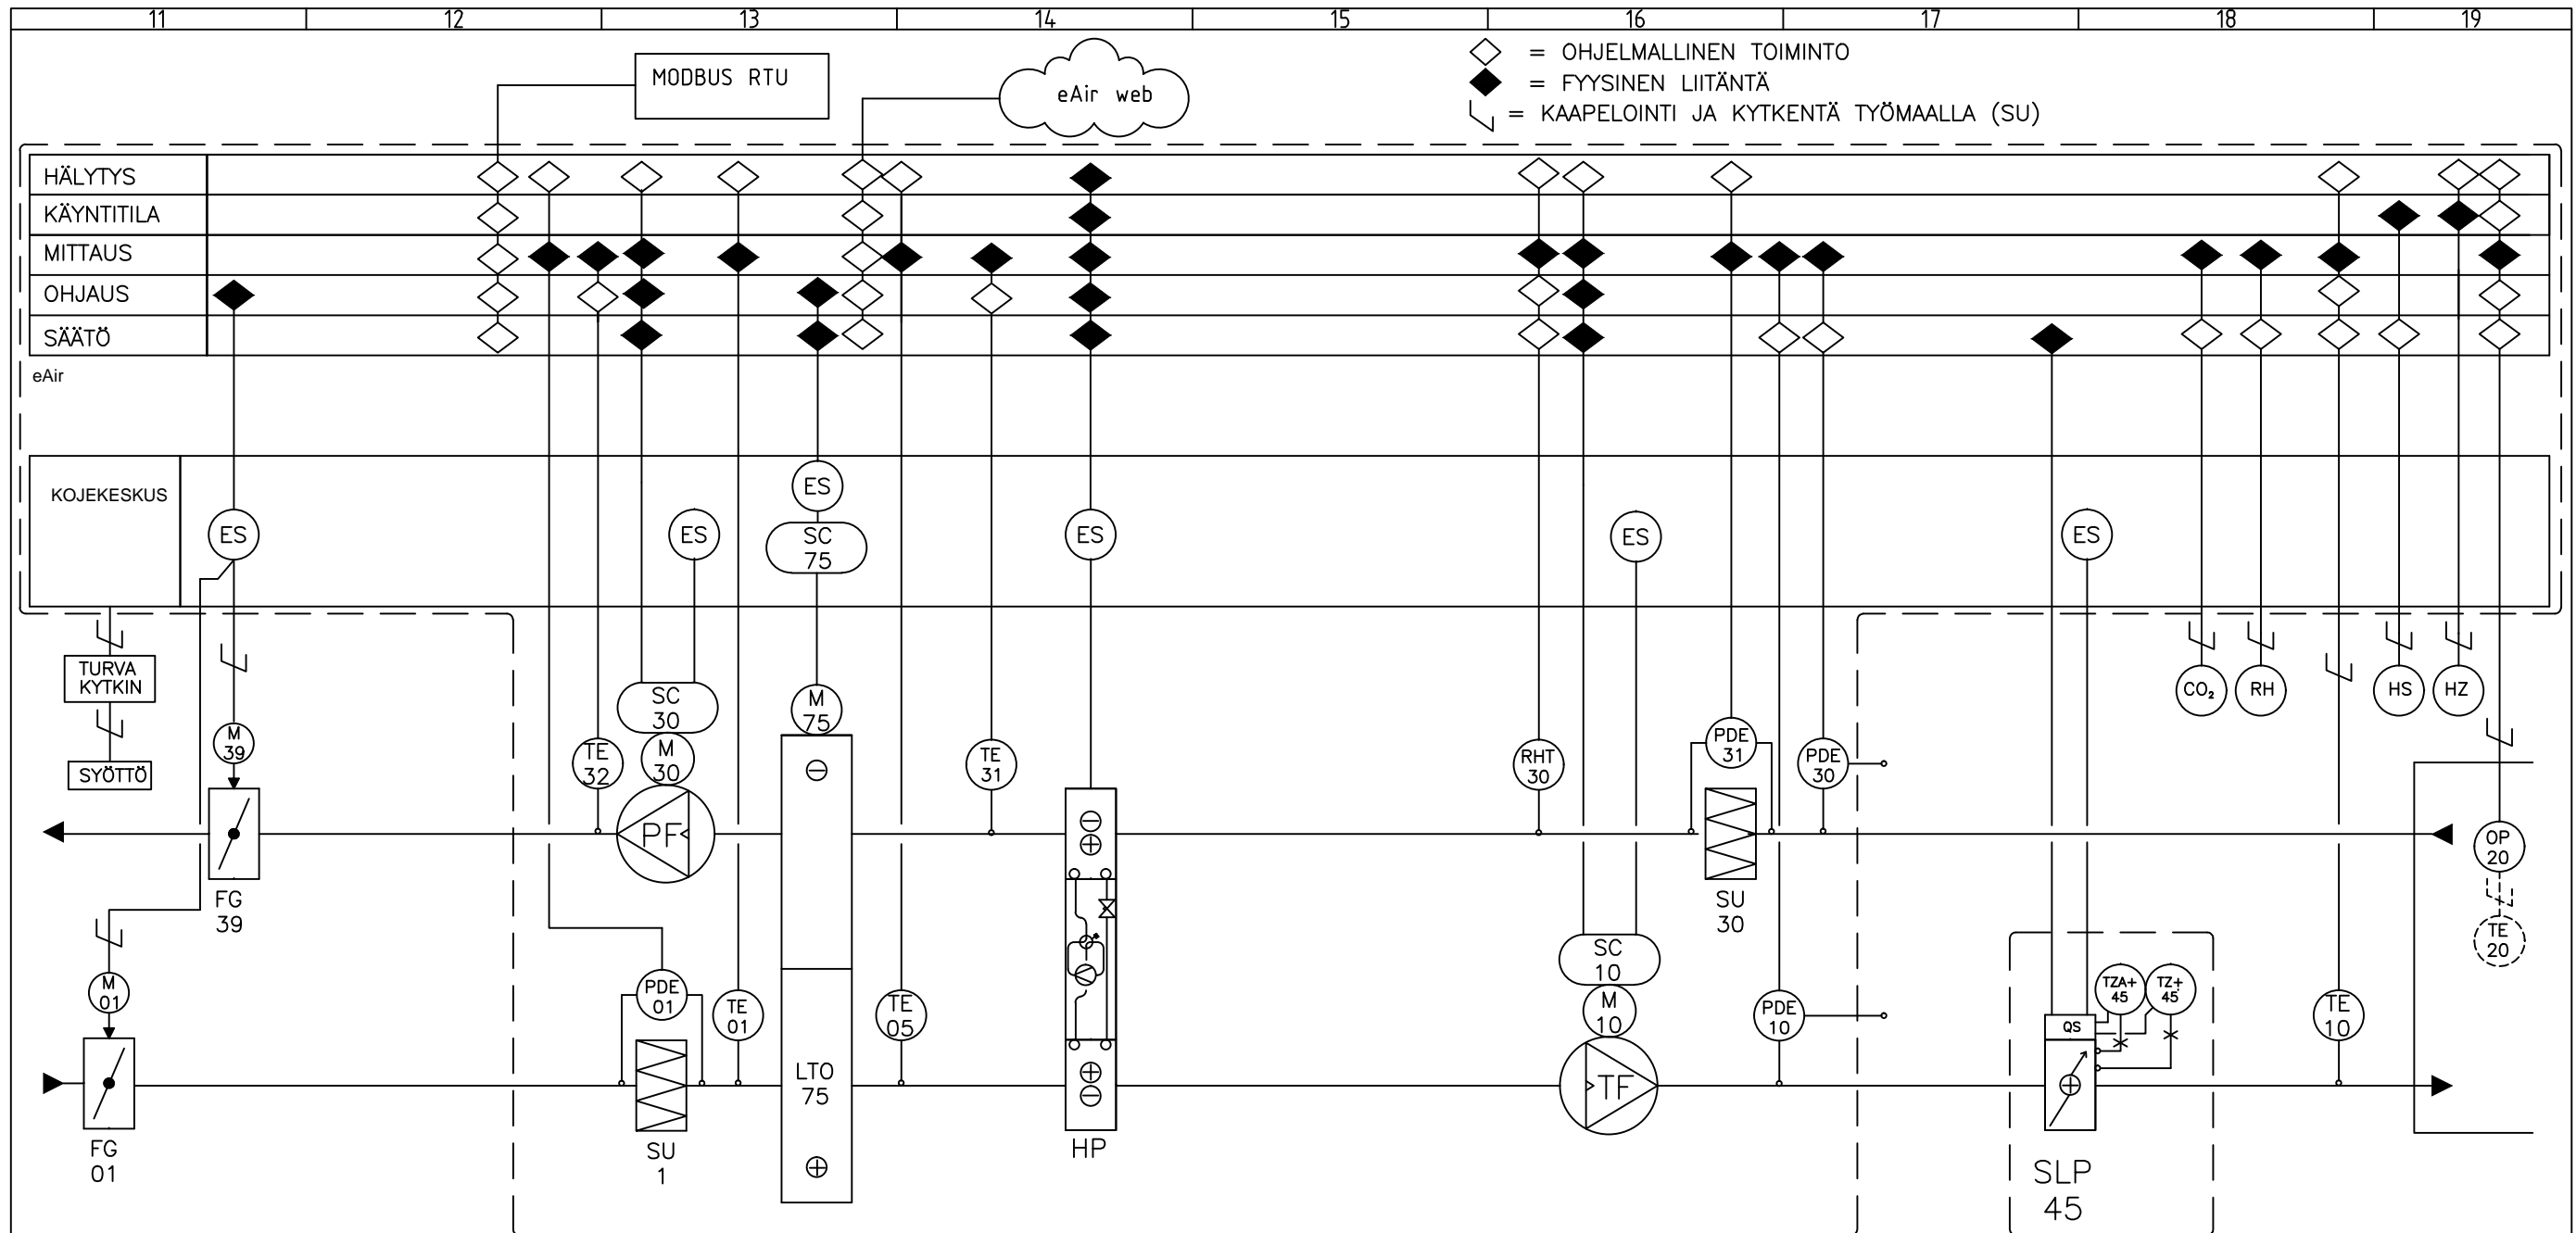 11 12 13 14 15 16 17 18 19
MODBUS RTU
eAir web
= OHJELMALLINEN TOIMINTO
= FYYSINEN LIITÄNTÄ
= KAAPELOINTI JA KYTKENTÄ TYÖMAALLA (SU)
HÄLYTYS
KÄYNTITILA
MITTAUS
OHJAUS
SÄÄTÖ
eAir
KOJEKESKUS
ES
ES
ES
SC
75
ES
ES
ES
TURVA
KYTKIN
SYÖTTÖ
M
39
TE
32
SC
30
M
30
M
75
TE
31
RHT
30
PDE
31
PDE
30
CO₂
RH
HS
HZ
PF
FG
39
SU
30
OP
20
TE
20
M
01
PDE
01
TE
01
TE
05
SC
10
M
10
PDE
10
TZA+
45
TZ+
45
QS
TE
10
LTO
75
TF
FG
01
SU
1
HP
SLP
45